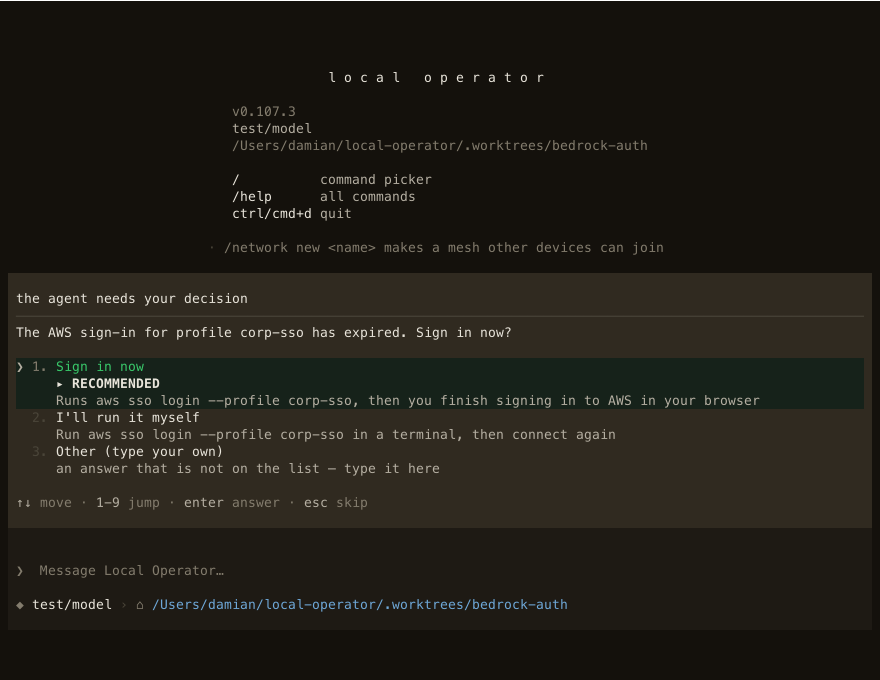 local operator
v0.107.3
test/model
/Users/damian/local-operator/.worktrees/bedrock-auth
/ command picker
/help all commands
ctrl/cmd+d quit
· /network new <name> makes a mesh other devices can join
the agent needs your decision
The AWS sign-in for profile corp-sso has expired. Sign in now?
❯ 1. Sign in now
▸ RECOMMENDED
Runs aws sso login --profile corp-sso, then you finish signing in to AWS in your browser
2. I'll run it myself
Run aws sso login --profile corp-sso in a terminal, then connect again
3. Other (type your own)
an answer that is not on the list — type it here
↑↓ move · 1-9 jump · enter answer · esc skip
❯ Message Local Operator…
◆ test/model › ⌂ /Users/damian/local-operator/.worktrees/bedrock-auth